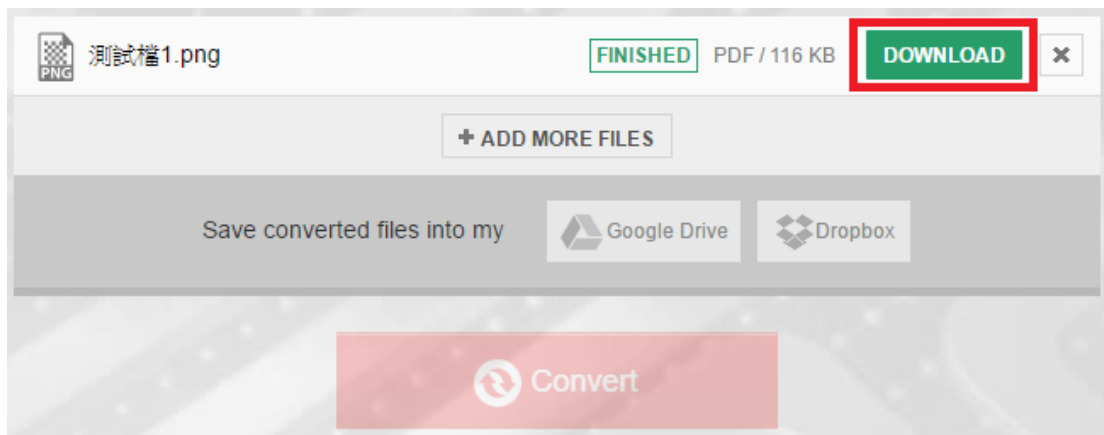 PNG
測試檔1.png
FINISHED PDF / 116 KB DOWNLOAD
ADD MORE FILES
Save converted files into my Google Drive Dropbox
Convert